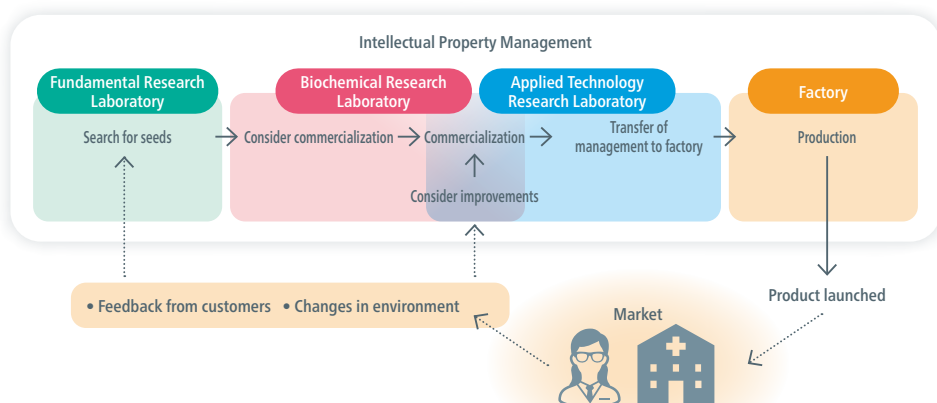 Intellectual Property Management
Fundamental Research
Laboratory
Biochemical Research
Laboratory
Applied Technology
Research Laboratory
Factory
Search for seeds
Consider commercialization
Commercialization
Transfer of
management to factory
Production
Consider improvements
• Feedback from customers • Changes in environment
Product launched
Market